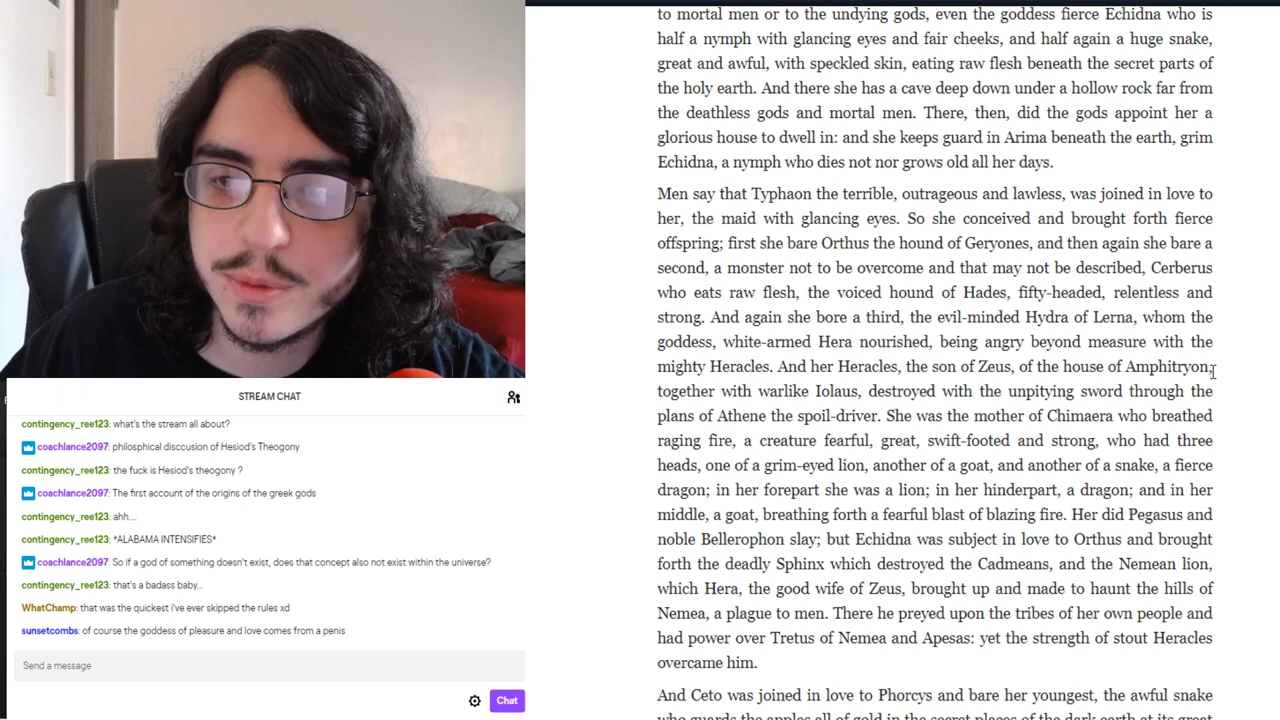 STREAM CHAT
contingency_ree123: what's the stream all about?
coachlance2097: philosphical disccusion of Hesiod's Theogony
contingency_ree123: the fuck is Hesiod's theogony ?
coachlance2097: The first account of the origins of the greek gods
contingency_ree123: ahh....
contingency_ree123: *ALABAMA INTENSIFIES*
coachlance2097: So if a god of something doesn't exist, does that concept also not exist within the universe?
contingency_ree123: that's a badass baby...
WhatChamp: that was the quickest i've ever skipped the rules xd
sunsetcombs: of course the goddess of pleasure and love comes from a penis
Send a message
Chat
to mortal men or to the undying gods, even the goddess fierce Echidna who is
half a nymph with glancing eyes and fair cheeks, and half again a huge snake,
great and awful, with speckled skin, eating raw flesh beneath the secret parts of
the holy earth. And there she has a cave deep down under a hollow rock far from
the deathless gods and mortal men. There, then, did the gods appoint her a
glorious house to dwell in: and she keeps guard in Arima beneath the earth, grim
Echidna, a nymph who dies not nor grows old all her days.
Men say that Typhaon the terrible, outrageous and lawless, was joined in love to
her, the maid with glancing eyes. So she conceived and brought forth fierce
offspring; first she bare Orthus the hound of Geryones, and then again she bare a
second, a monster not to be overcome and that may not be described, Cerberus
who eats raw flesh, the voiced hound of Hades, fifty-headed, relentless and
strong. And again she bore a third, the evil-minded Hydra of Lerna, whom the
goddess, white-armed Hera nourished, being angry beyond measure with the
mighty Heracles. And her Heracles, the son of Zeus, of the house of Amphitryon,
together with warlike Iolaus, destroyed with the unpitying sword through the
plans of Athene the spoil-driver. She was the mother of Chimaera who breathed
raging fire, a creature fearful, great, swift-footed and strong, who had three
heads, one of a grim-eyed lion, another of a goat, and another of a snake, a fierce
dragon; in her forepart she was a lion; in her hinderpart, a dragon; and in her
middle, a goat, breathing forth a fearful blast of blazing fire. Her did Pegasus and
noble Bellerophon slay; but Echidna was subject in love to Orthus and brought
forth the deadly Sphinx which destroyed the Cadmeans, and the Nemean lion,
which Hera, the good wife of Zeus, brought up and made to haunt the hills of
Nemea, a plague to men. There he preyed upon the tribes of her own people and
had power over Tretus of Nemea and Apesas: yet the strength of stout Heracles
overcame him.
And Ceto was joined in love to Phorcys and bare her youngest, the awful snake
who guards the apples all of gold in the secret places of the dark earth at its great